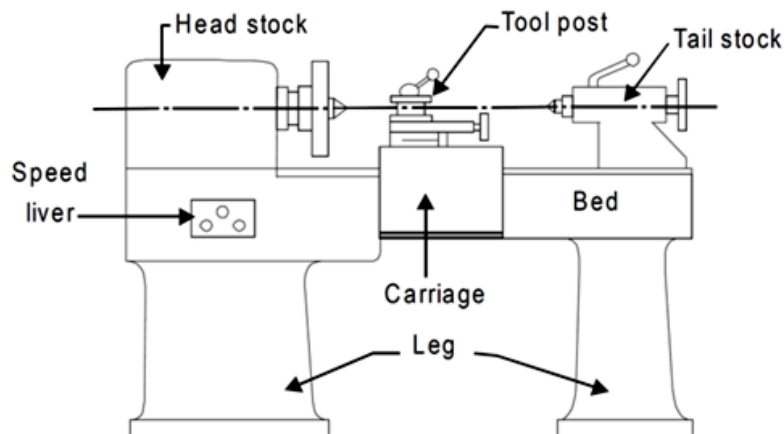 Head stock
Tool post
Tail stock
Speed
liver
Bed
Carriage
Leg